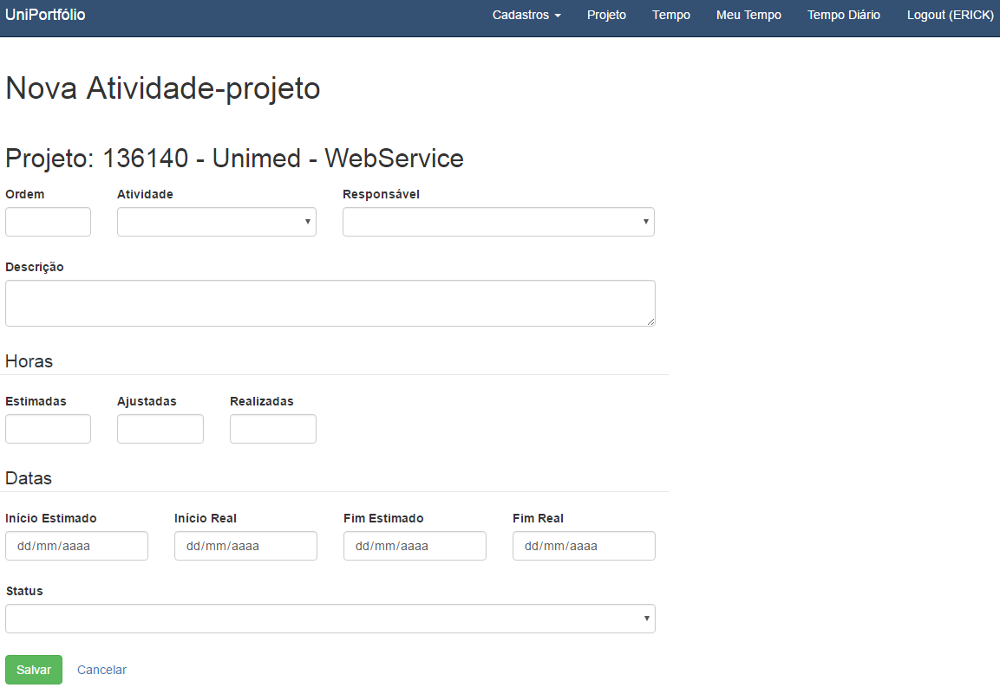 UniPortfólio Cadastros Projeto Tempo Meu Tempo Tempo Diário Logout (ERICK)
Nova Atividade-projeto
Projeto: 136140 - Unimed - WebService
Ordem Atividade Responsável
Descrição
Horas
Estimadas Ajustadas Realizadas
Datas
Início Estimado Início Real Fim Estimado Fim Real
dd/mm/aaaa dd/mm/aaaa dd/mm/aaaa dd/mm/aaaa
Status
Salvar Cancelar